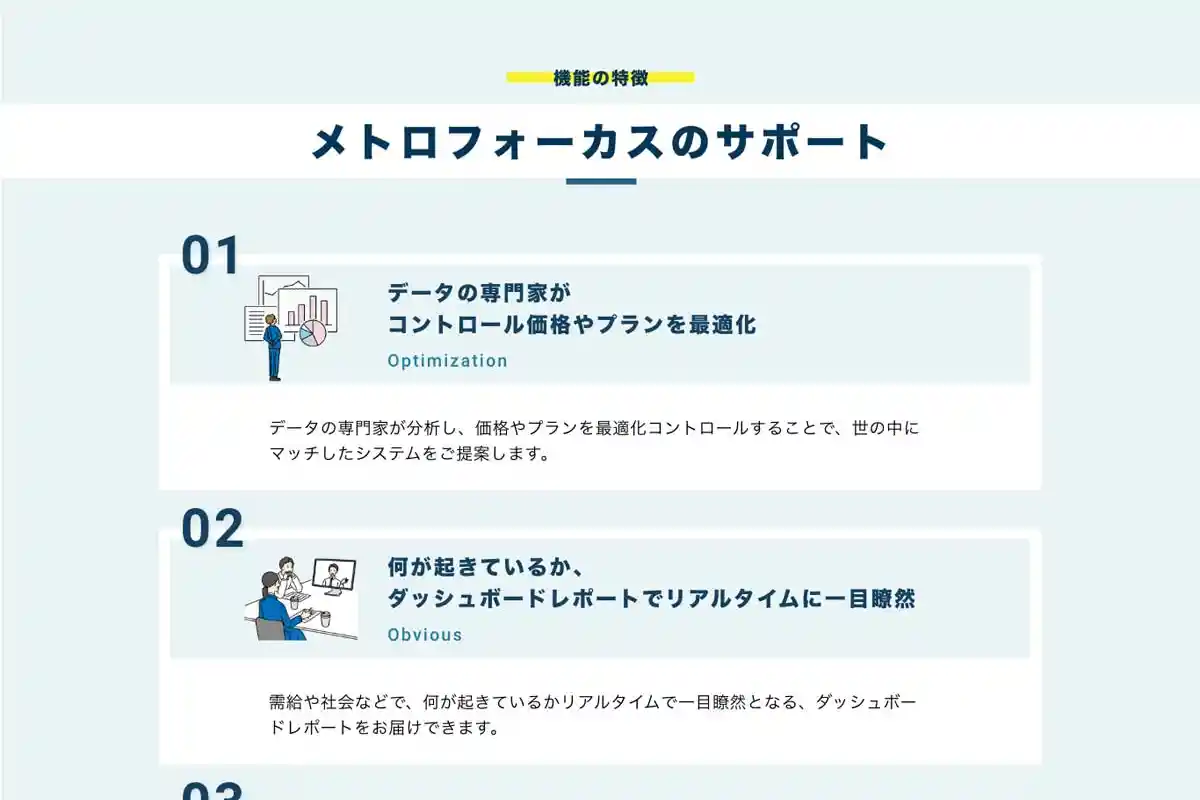 機能の特徴
メトロフォーカスのサポート
01
データの専門家が
コントロール価格やプランを最適化
Optimization
データの専門家が分析し、価格やプランを最適化コントロールすることで、世の中に
マッチしたシステムをご提案します。
02
何が起きているか、
ダッシュボードレポートでリアルタイムに一目瞭然
Obvious
需給や社会などで、何が起きているかリアルタイムで一目瞭然となる、ダッシュボー
ドレポートをお届けできます。
03